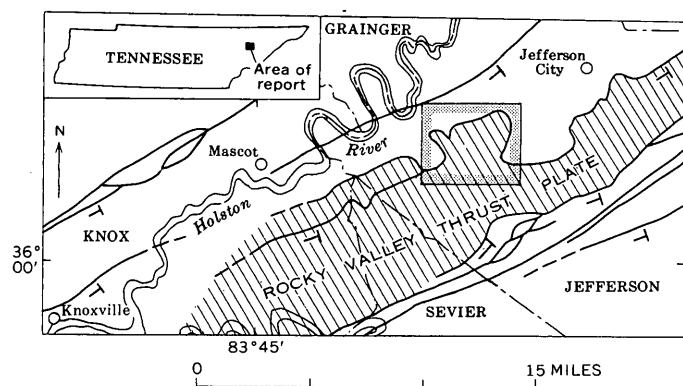 TENNESSEE
Area of
report
GRAINGER
Jefferson
City
N
Mascot
River
Holston
KNOX
36°
00'
ROCKY VALLEY THRUST PLATE
Knoxville
SEVIER
JEFFERSON
83°45'
0
15 MILES